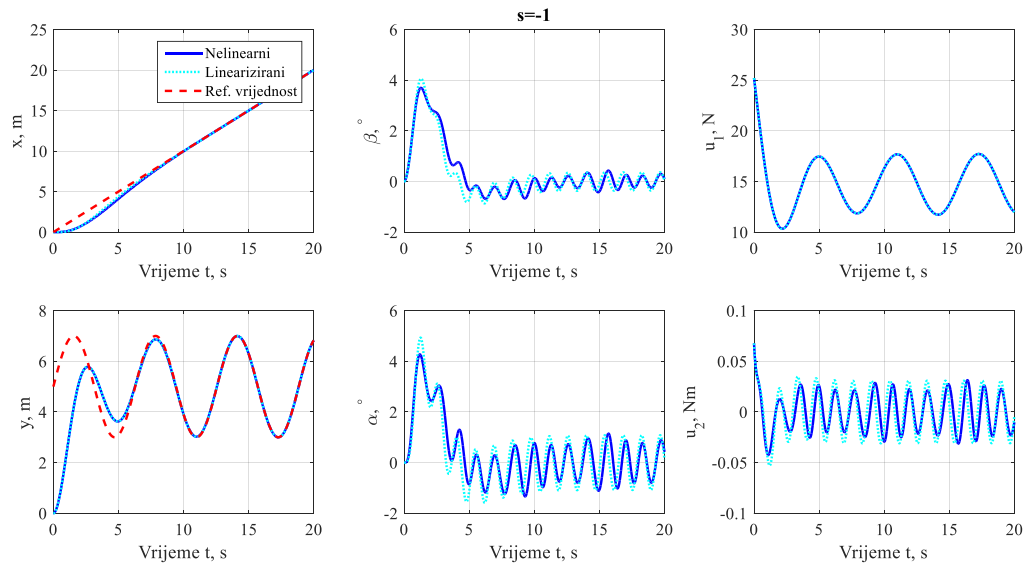 s=-1
25
20
15
10
5
0
x, m
0 5 10 15 20
Vrijeme t, s
Nelinearni
Linearizirani
Ref. vrijednost
6
4
2
0
-2
β, °
0 5 10 15 20
Vrijeme t, s
30
25
20
15
10
u₁, N
0 5 10 15 20
Vrijeme t, s
8
6
4
2
0
y, m
0 5 10 15 20
Vrijeme t, s
6
4
2
0
-2
α, °
0 5 10 15 20
Vrijeme t, s
0.1
0.05
0
-0.05
-0.1
u₂, Nm
0 5 10 15 20
Vrijeme t, s